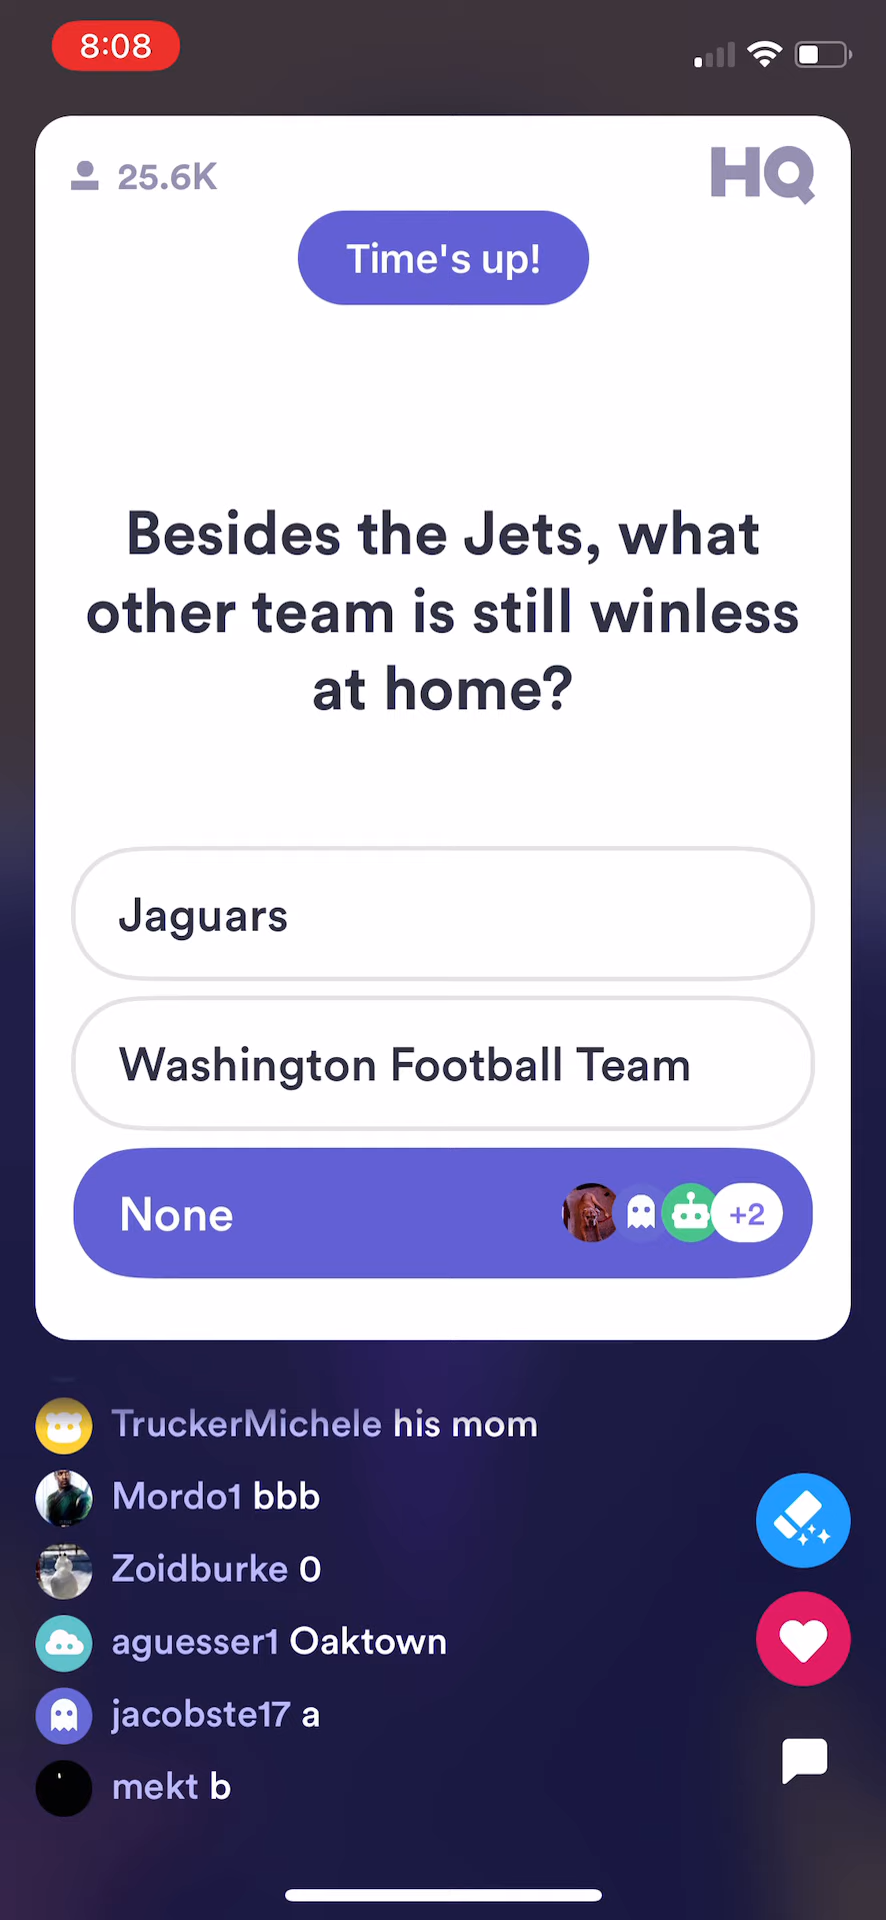 8:08
25.6K
HQ
Time's up!
Besides the Jets, what
other team is still winless
at home?
Jaguars
Washington Football Team
None
+2
TruckerMichele his mom
Mordo1 bbb
Zoidburke 0
aguesser1 Oaktown
jacobste17 a
mekt b